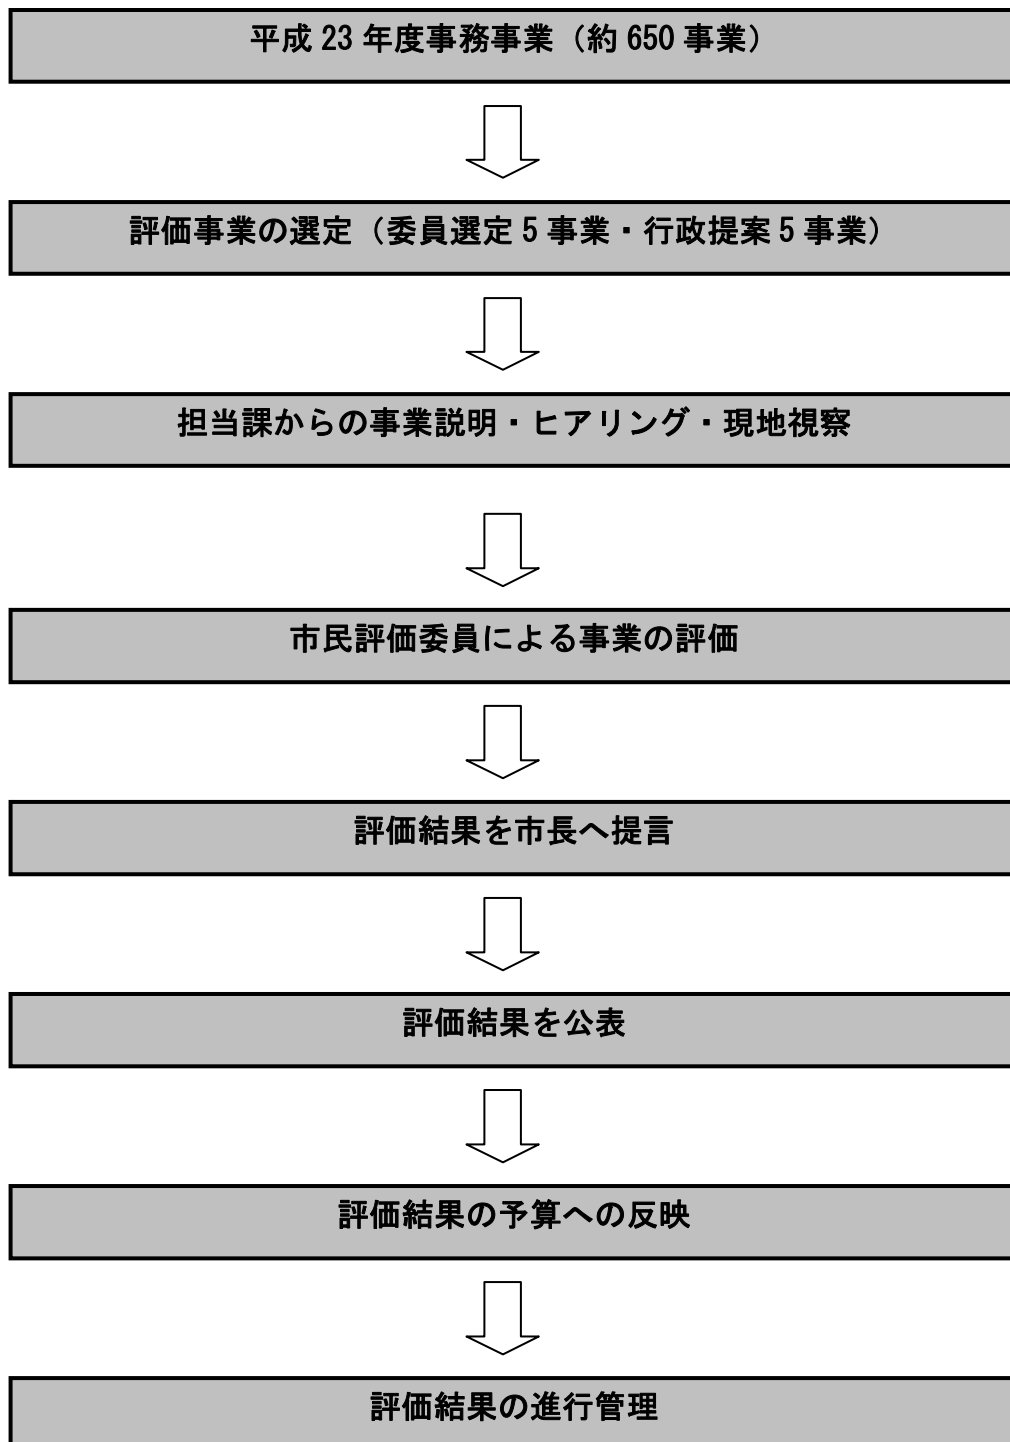 平成 23 年度事務事業（約 650 事業）
評価事業の選定（委員選定 5 事業・行政提案 5 事業）
担当課からの事業説明・ヒアリング・現地視察
市民評価委員による事業の評価
評価結果を市長へ提言
評価結果を公表
評価結果の予算への反映
評価結果の進行管理